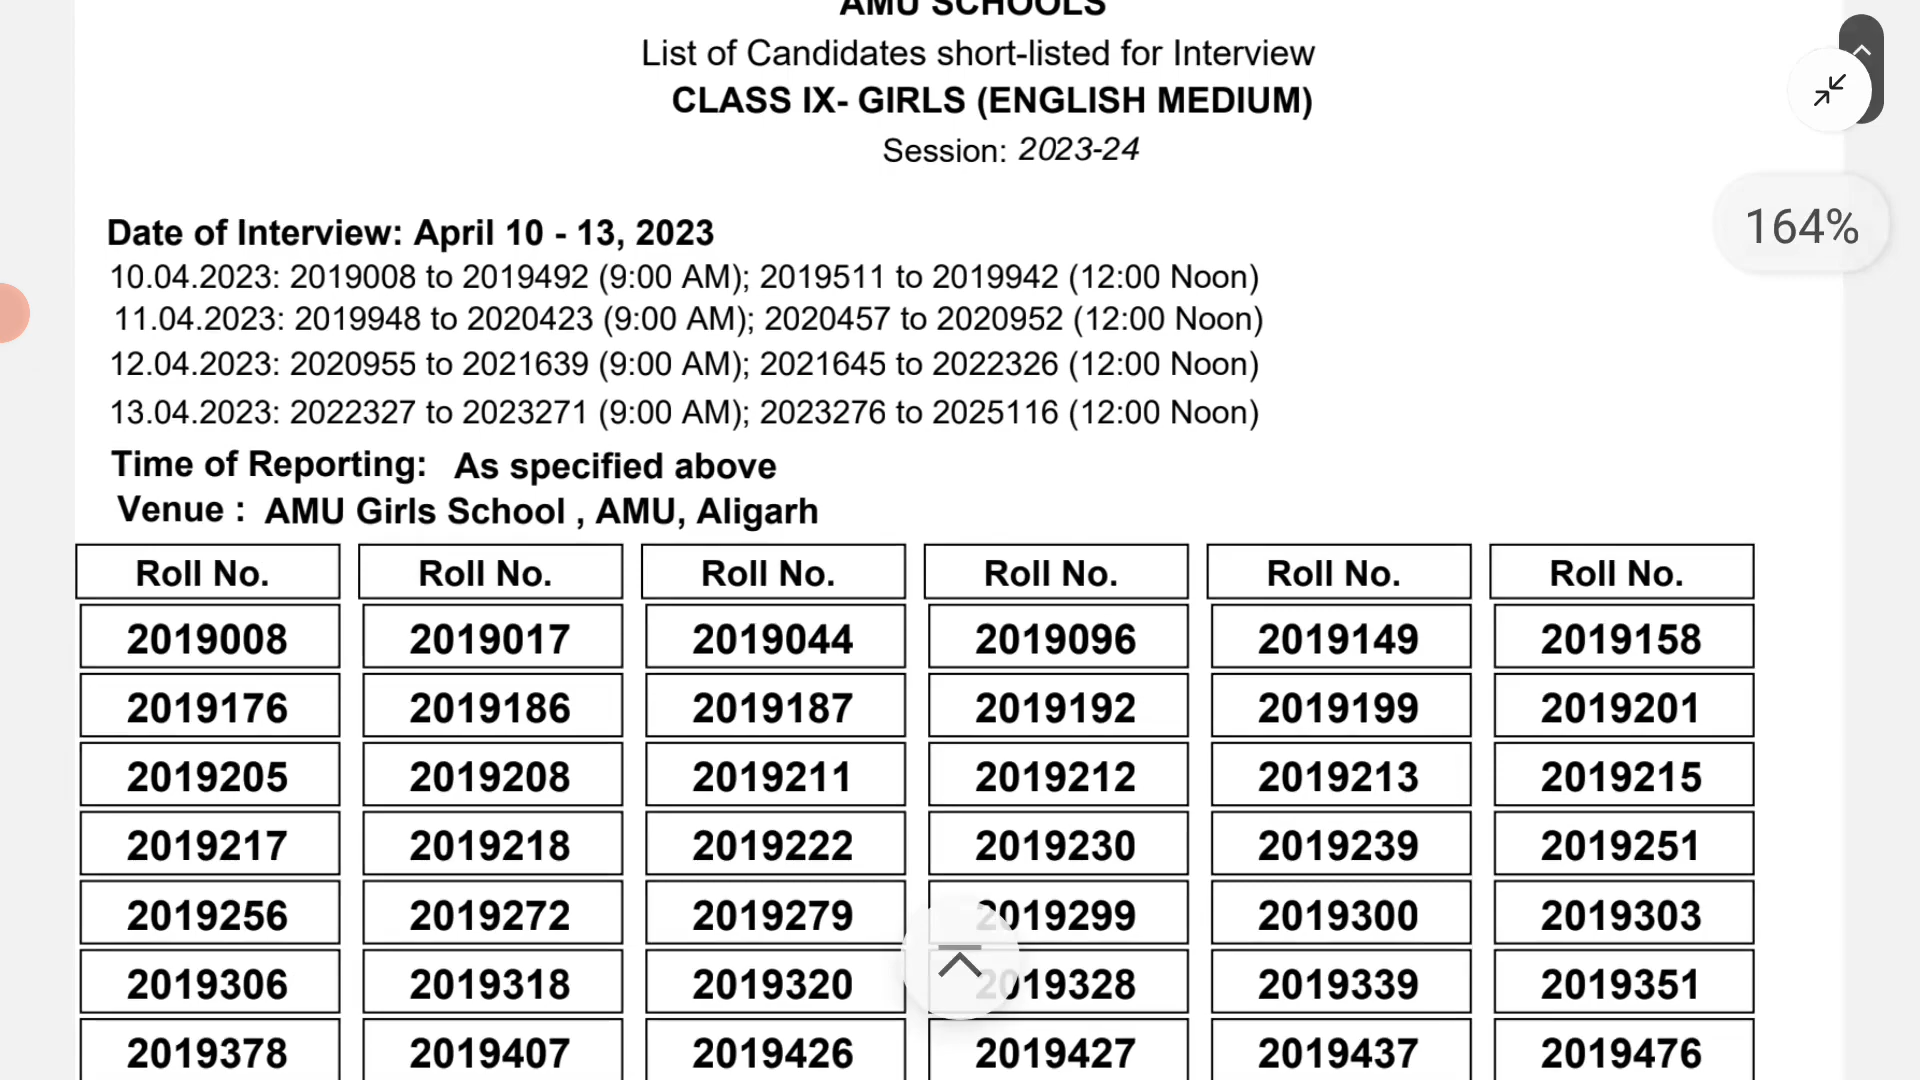 AMU SCHOOLS
List of Candidates short-listed for Interview
CLASS IX- GIRLS (ENGLISH MEDIUM)
Session: 2023-24
164%
Date of Interview: April 10 - 13, 2023
10.04.2023: 2019008 to 2019492 (9:00 AM); 2019511 to 2019942 (12:00 Noon)
11.04.2023: 2019948 to 2020423 (9:00 AM); 2020457 to 2020952 (12:00 Noon)
12.04.2023: 2020955 to 2021639 (9:00 AM); 2021645 to 2022326 (12:00 Noon)
13.04.2023: 2022327 to 2023271 (9:00 AM); 2023276 to 2025116 (12:00 Noon)
Time of Reporting: As specified above
Venue : AMU Girls School , AMU, Aligarh
Roll No. Roll No. Roll No. Roll No. Roll No. Roll No.
2019008 2019017 2019044 2019096 2019149 2019158
2019176 2019186 2019187 2019192 2019199 2019201
2019205 2019208 2019211 2019212 2019213 2019215
2019217 2019218 2019222 2019230 2019239 2019251
2019256 2019272 2019279 2019299 2019300 2019303
2019306 2019318 2019320 2019328 2019339 2019351
2019378 2019407 2019426 2019427 2019437 2019476